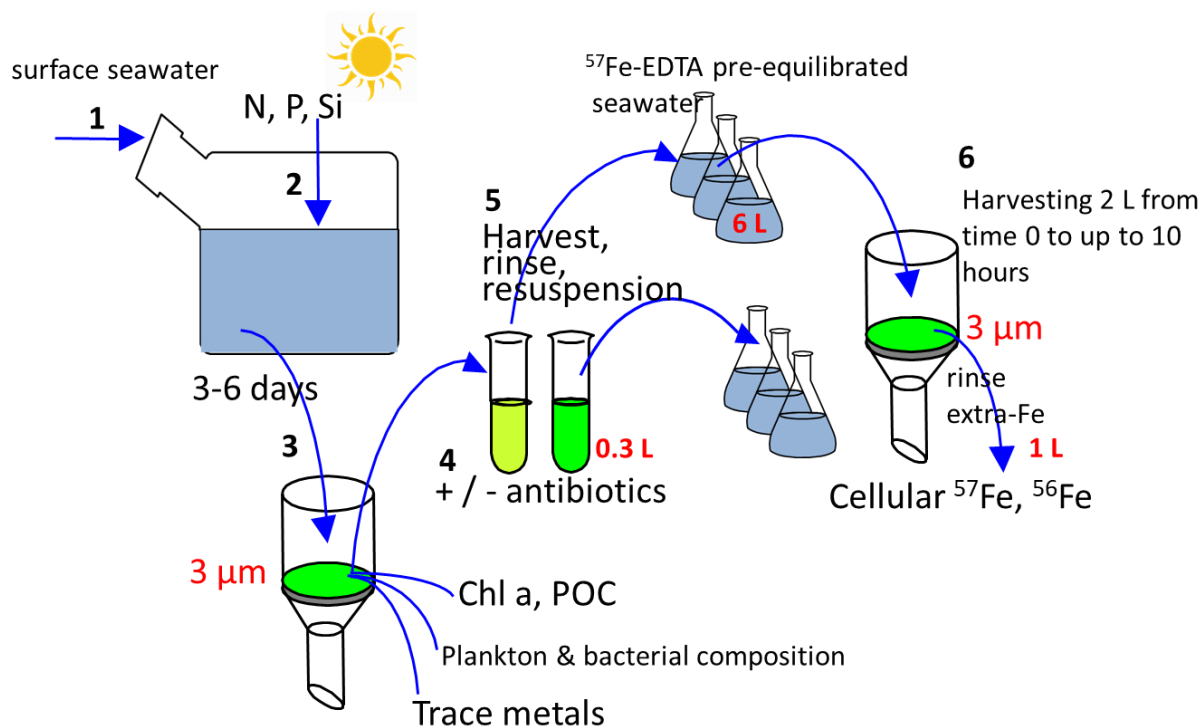 surface seawater
1
N, P, Si
2
3-6 days
3
3 µm
Chl a, POC
Plankton & bacterial composition
Trace metals
4
+ / - antibiotics
0.3 L
5
Harvest,
rinse,
resuspension
⁵⁷Fe-EDTA pre-equilibrated
seawater
6 L
6
Harvesting 2 L from
time 0 to up to 10
hours
3 µm
rinse
extra-Fe
1 L
Cellular ⁵⁷Fe, ⁵⁶Fe